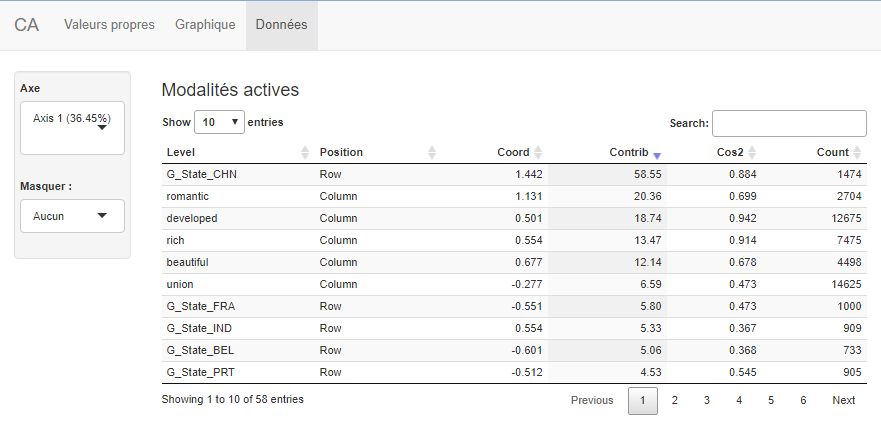 CA Valeurs propres Graphique Données
Axe
Axis 1 (36.45%)
Masquer :
Aucun
Modalités actives
Show 10 entries
Search:
Level Position Coord Contrib Cos2 Count
G_State_CHN Row 1.442 58.55 0.884 1474
romantic Column 1.131 20.36 0.699 2704
developed Column 0.501 18.74 0.942 12675
rich Column 0.554 13.47 0.914 7475
beautiful Column 0.677 12.14 0.678 4498
union Column -0.277 6.59 0.473 14625
G_State_FRA Row -0.551 5.80 0.473 1000
G_State_IND Row 0.554 5.33 0.367 909
G_State_BEL Row -0.601 5.06 0.368 733
G_State_PRT Row -0.512 4.53 0.545 905
Showing 1 to 10 of 58 entries
Previous 1 2 3 4 5 6 Next